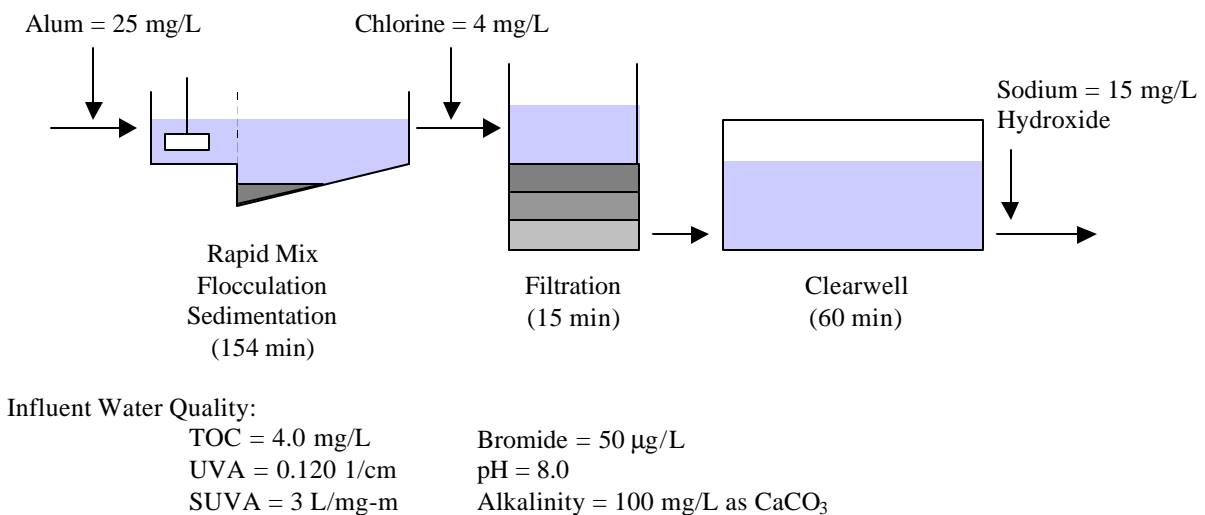 Alum = 25 mg/L
Chlorine = 4 mg/L
Sodium = 15 mg/L
Hydroxide
Rapid Mix
Flocculation
Sedimentation
(154 min)
Filtration
(15 min)
Clearwell
(60 min)
Influent Water Quality:
TOC = 4.0 mg/L
Bromide = 50 µg/L
UVA = 0.120 1/cm
pH = 8.0
SUVA = 3 L/mg-m
Alkalinity = 100 mg/L as CaCO₃